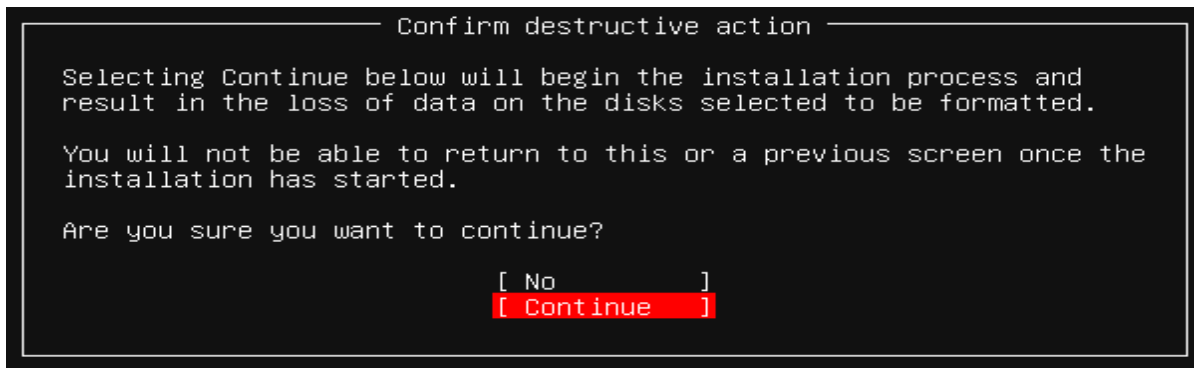 Confirm destructive action
Selecting Continue below will begin the installation process and
result in the loss of data on the disks selected to be formatted.
You will not be able to return to this or a previous screen once the
installation has started.
Are you sure you want to continue?
[ No ]
[ Continue ]